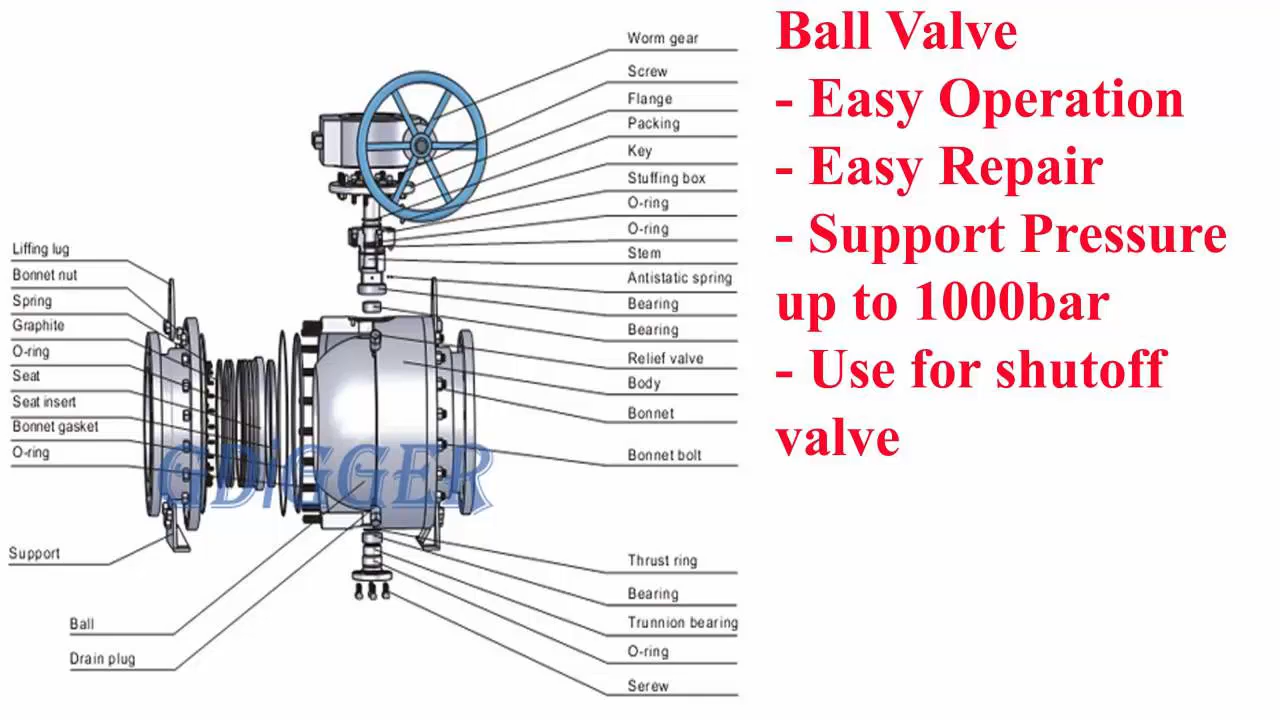 Ball Valve
- Easy Operation
- Easy Repair
- Support Pressure
up to 1000bar
- Use for shutoff
valve
Worm gear
Screw
Flange
Packing
Key
Stuffing box
O-ring
O-ring
Stem
Antistatic spring
Bearing
Bearing
Relief valve
Body
Bonnet
Bonnet bolt
Thrust ring
Bearing
Trunnion bearing
O-ring
Serew
Liffing lug
Bonnet nut
Spring
Graphite
O-ring
Seat
Seat insert
Bonnet gasket
O-ring
Support
Ball
Drain plug
GDiGGER